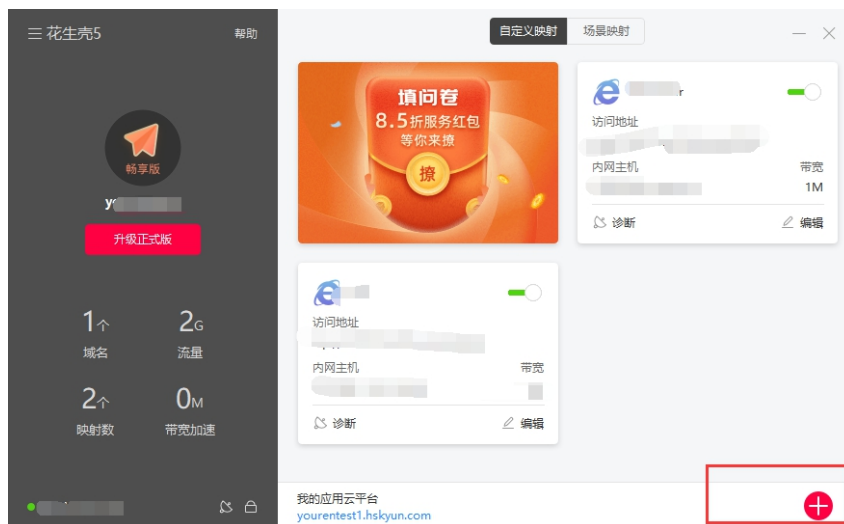 三 花生壳5
帮助
畅享版
y
升级正式版
1个
2G
域名
流量
2个
0M
映射数
带宽加速
自定义映射
场景映射
填问卷
8.5折服务红包
等你来撩
撩
r
访问地址
内网主机
带宽
1M
诊断
编辑
访问地址
内网主机
带宽
诊断
编辑
我的应用云平台
yourentest1.hskyun.com